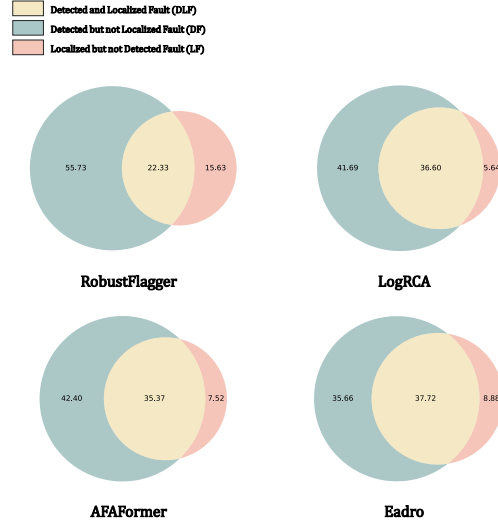 Detected and Localized Fault (DLF)
Detected but not Localized Fault (DF)
Localized but not Detected Fault (LF)
55.73 22.33 15.63
41.69 36.60 5.64
RobustFlagger
LogRCA
42.40 35.37 7.52
35.66 37.72 8.88
AFAFormer
Eadro